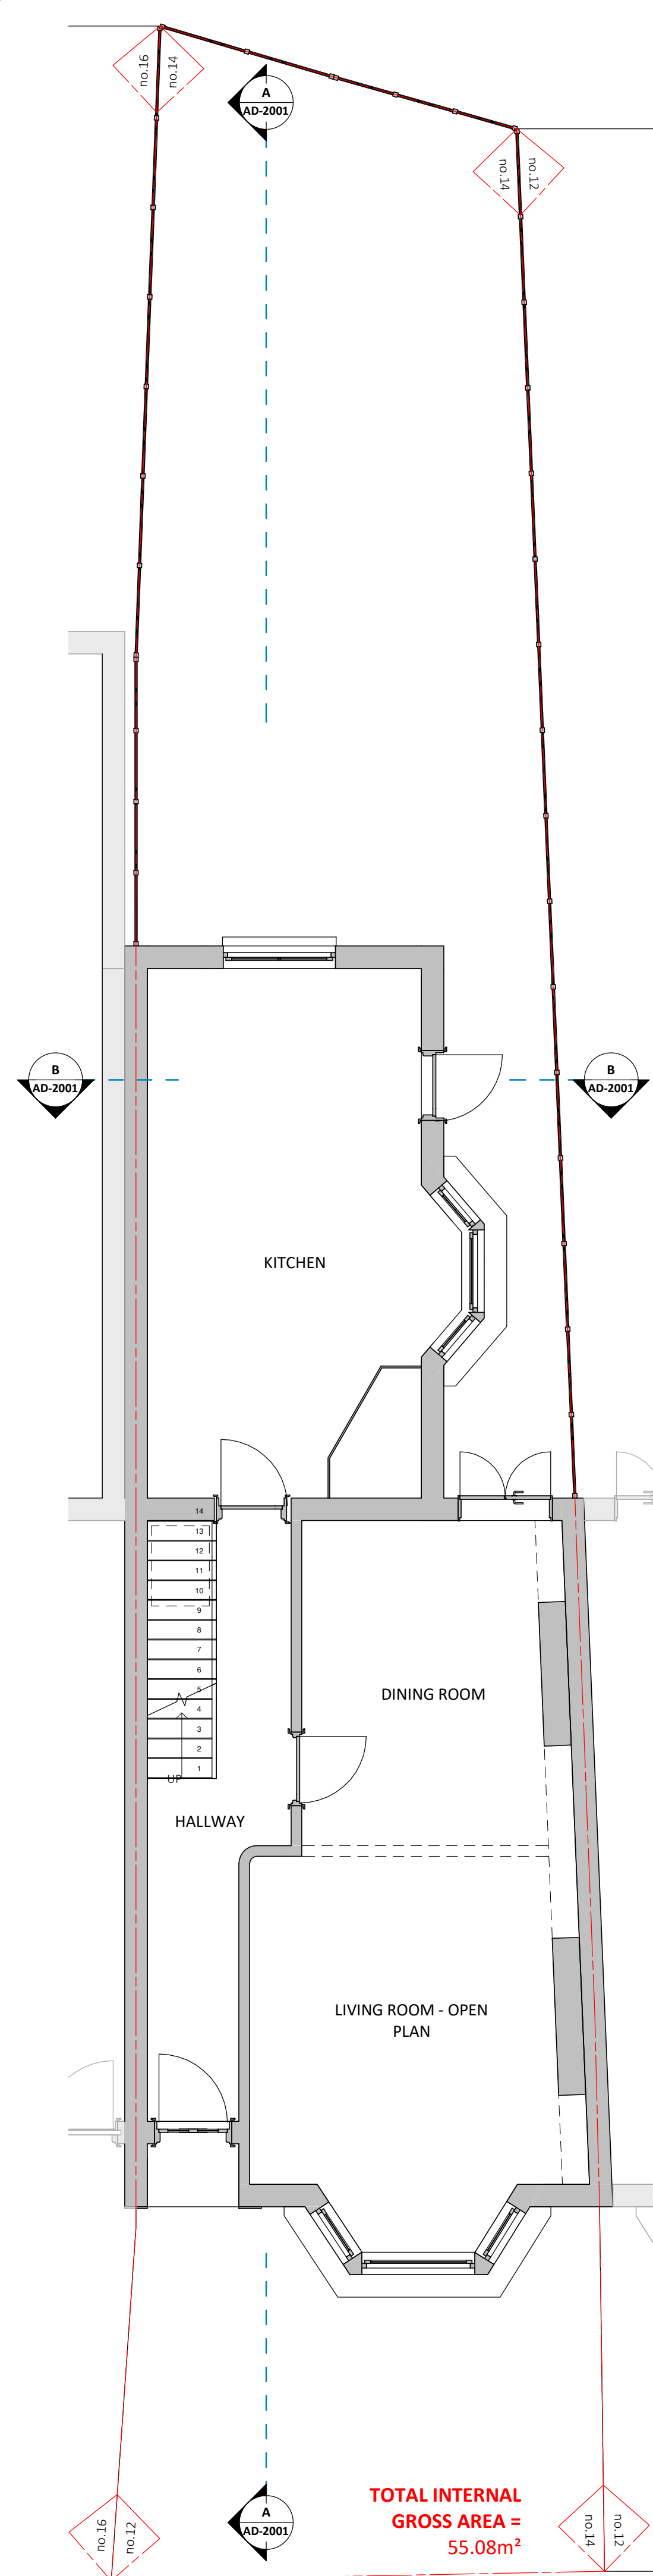 no.16
no.14
A
AD-2001
no.14
no.12
B
AD-2001
B
AD-2001
KITCHEN
14
13
12
11
10
9
8
7
6
5
4
3
2
1
UP
DINING ROOM
HALLWAY
LIVING ROOM - OPEN
PLAN
TOTAL INTERNAL
GROSS AREA =
55.08m²
A
AD-2001
no.16
no.12
no.14
no.12